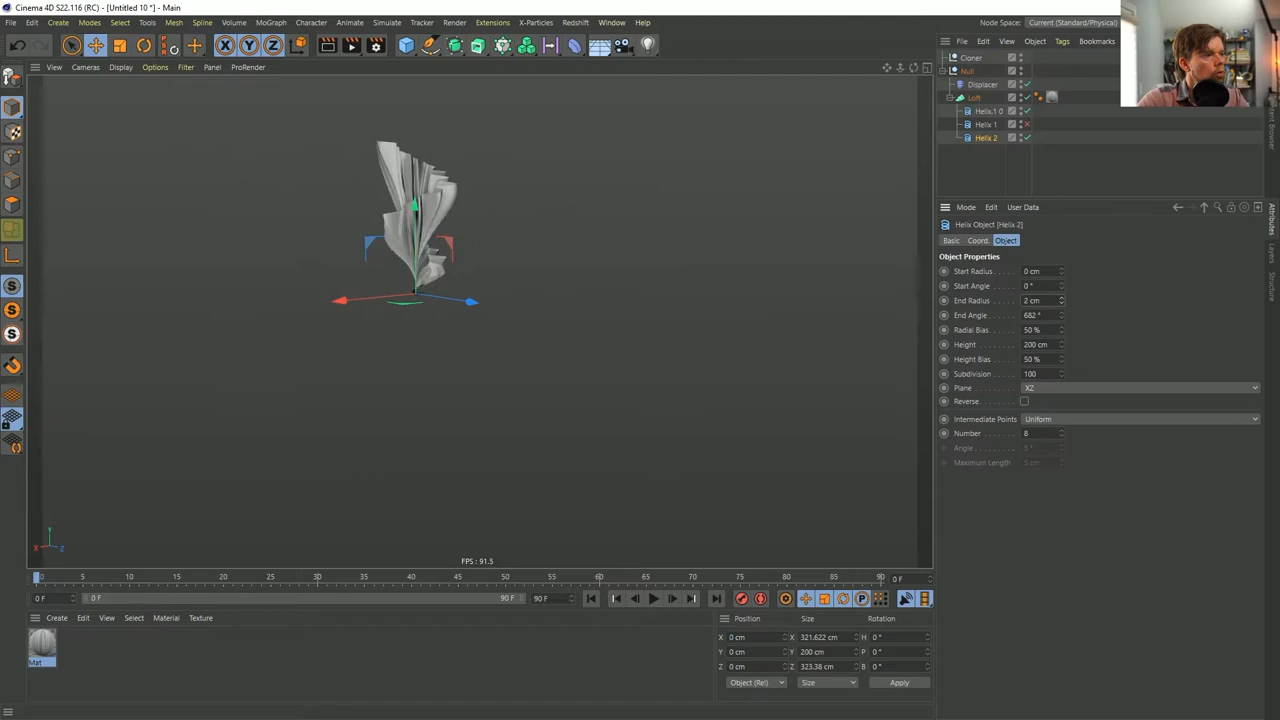 Cinema 4D S22.116 (RC) - [Untitled 10 *] - Main
File Edit Create Modes Select Tools Mesh Spline Volume MoGraph Character Animate Simulate Tracker Render Extensions X-Particles Redshift Window Help
Node Space: Current (Standard/Physical)
File Edit View Object Tags Bookmarks
View Cameras Display Options Filter Panel ProRender
Cloner
Null
Displacer
Loft
Helix.1 0
Helix 1
Helix 2
Mode Edit User Data
Helix Object [Helix 2]
Basic Coord. Object
Object Properties
Start Radius 0 cm
Start Angle 0 °
End Radius 2 cm
End Angle 682 °
Radial Bias 50 %
Height 200 cm
Height Bias 50 %
Subdivision 100
Plane XZ
Reverse
Intermediate Points Uniform
Number 8
Angle 5 °
Maximum Length 5 cm
Attributes
Layers
Structure
Y
X Z
FPS : 91.5
0 5 10 15 20 25 30 35 40 45 50 55 60 65 70 75 80 85 90 0 F
0 F 0 F 90 F 90 F
Create Edit View Select Material Texture
Mat
Position Size Rotation
X 0 cm X 321.622 cm H 0 °
Y 0 cm Y 200 cm P 0 °
Z 0 cm Z 323.38 cm B 0 °
Object (Rel) Size Apply